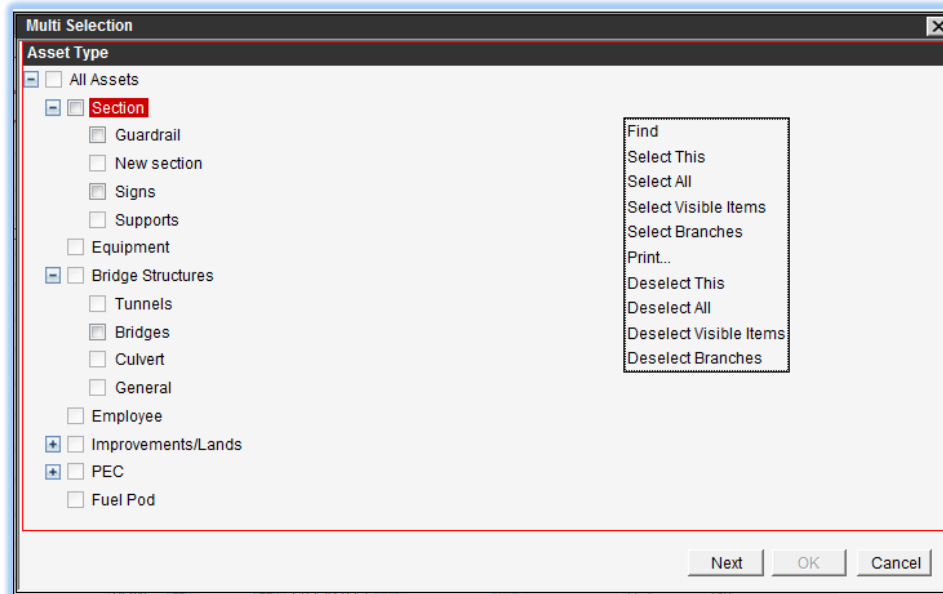 Multi Selection
Asset Type
All Assets
Section
Guardrail
New section
Signs
Supports
Equipment
Bridge Structures
Tunnels
Bridges
Culvert
General
Employee
Improvements/Lands
PEC
Fuel Pod
Find
Select This
Select All
Select Visible Items
Select Branches
Print...
Deselect This
Deselect All
Deselect Visible Items
Deselect Branches
Next
OK
Cancel